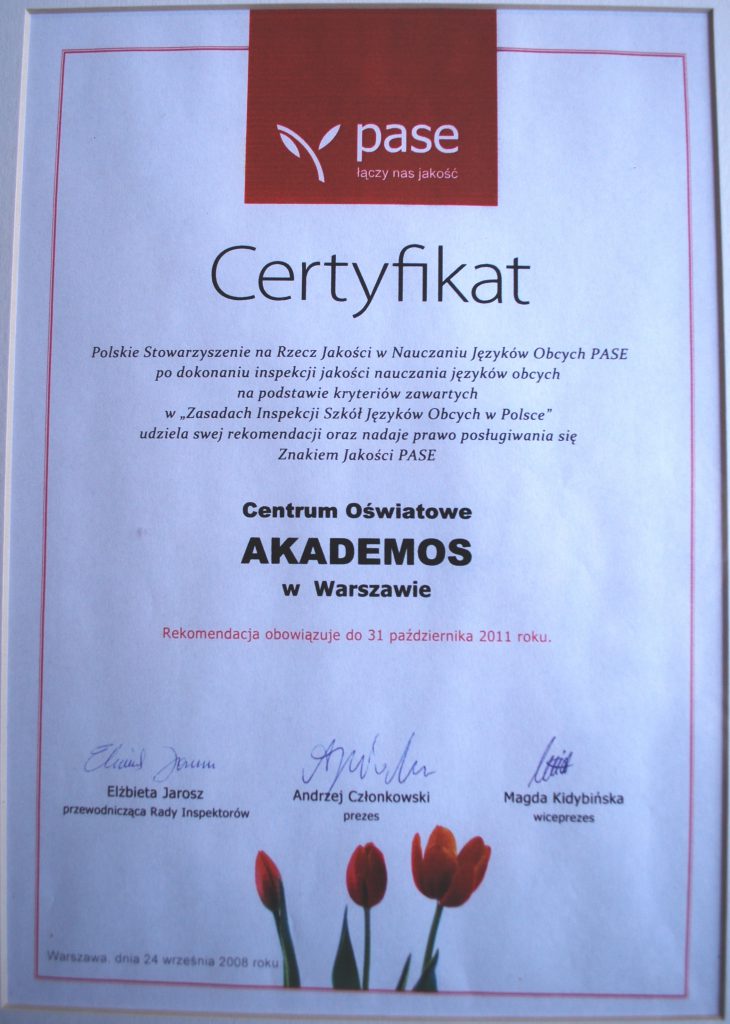 pase
łączy nas jakość
Certyfikat
Polskie Stowarzyszenie na Rzecz Jakości w Nauczaniu Języków Obcych PASE
po dokonaniu inspekcji jakości nauczania języków obcych
na podstawie kryteriów zawartych
w „Zasadach Inspekcji Szkół Języków Obcych w Polsce”
udziela swej rekomendacji oraz nadaje prawo posługiwania się
Znakiem Jakości PASE
Centrum Oświatowe
AKADEMOS
w Warszawie
Rekomendacja obowiązuje do 31 października 2011 roku.
Elżbieta Jarosz
przewodnicząca Rady Inspektorów
Andrzej Członkowski
prezes
Magda Kidybińska
wiceprezes
Warszawa, dnia 24 września 2008 roku